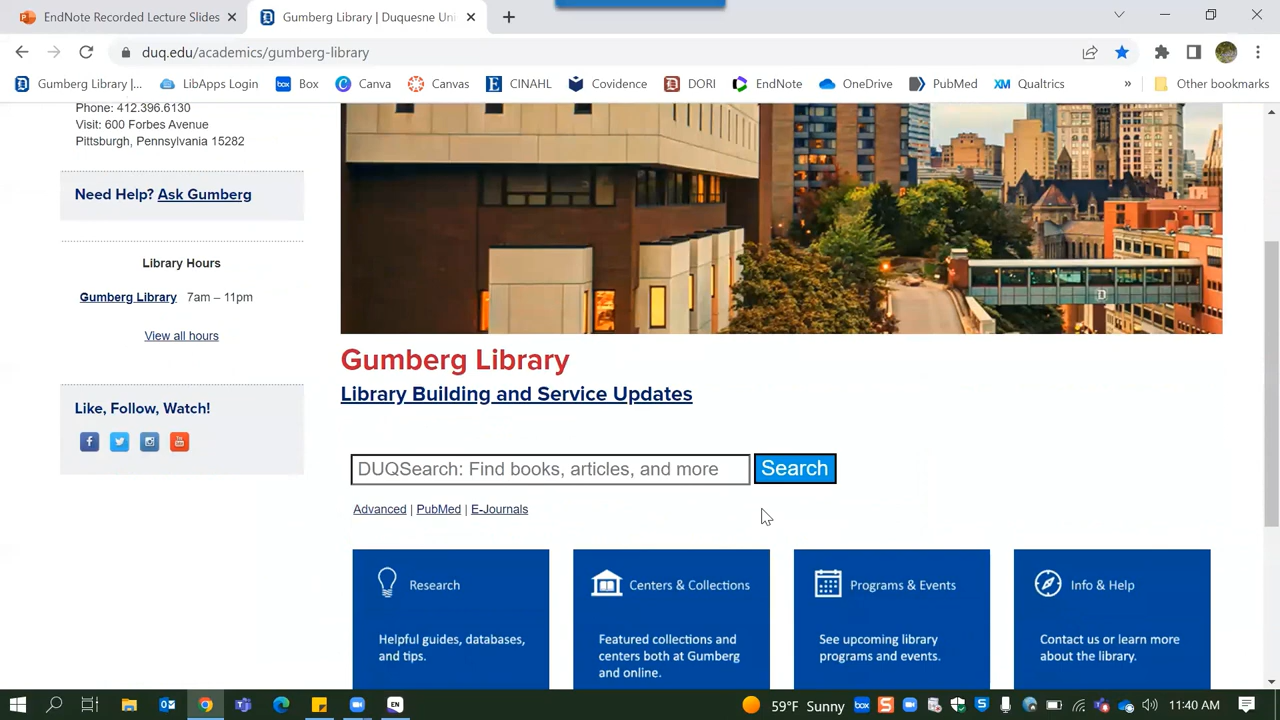 EndNote Recorded Lecture Slides
Gumberg Library | Duquesne Uni
duq.edu/academics/gumberg-library
Gumberg Library |...
LibApps Login
box
Box
Canva
Canvas
CINAHL
Covidence
DORI
EndNote
OneDrive
PubMed
XM Qualtrics
»
Other bookmarks
Phone: 412.396.6130
Visit: 600 Forbes Avenue
Pittsburgh, Pennsylvania 15282
Need Help? Ask Gumberg
Library Hours
Gumberg Library 7am – 11pm
View all hours
Like, Follow, Watch!
D
Gumberg Library
Library Building and Service Updates
DUQSearch: Find books, articles, and more
Search
Advanced | PubMed | E-Journals
Research
Helpful guides, databases,
and tips.
Centers & Collections
Featured collections and
centers both at Gumberg
and online.
Programs & Events
See upcoming library
programs and events.
Info & Help
Contact us or learn more
about the library.
EN
59°F Sunny
box
11:40 AM